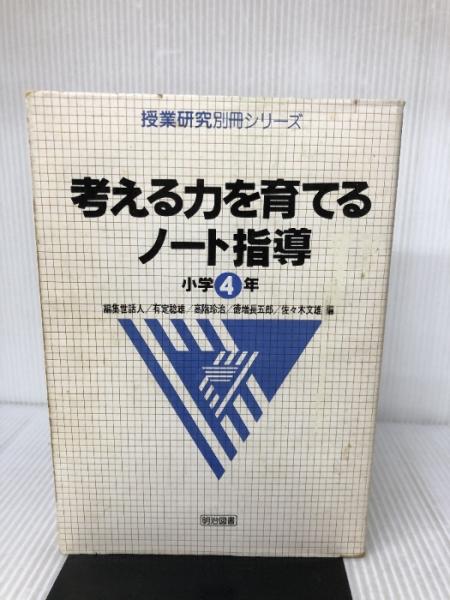 授業研究別冊シリーズ
考える力を育てる
ノート指導
小学4年
編集世話人/有定稔雄/高階玲治/徳増長五郎/佐々木文雄 編
明治図書